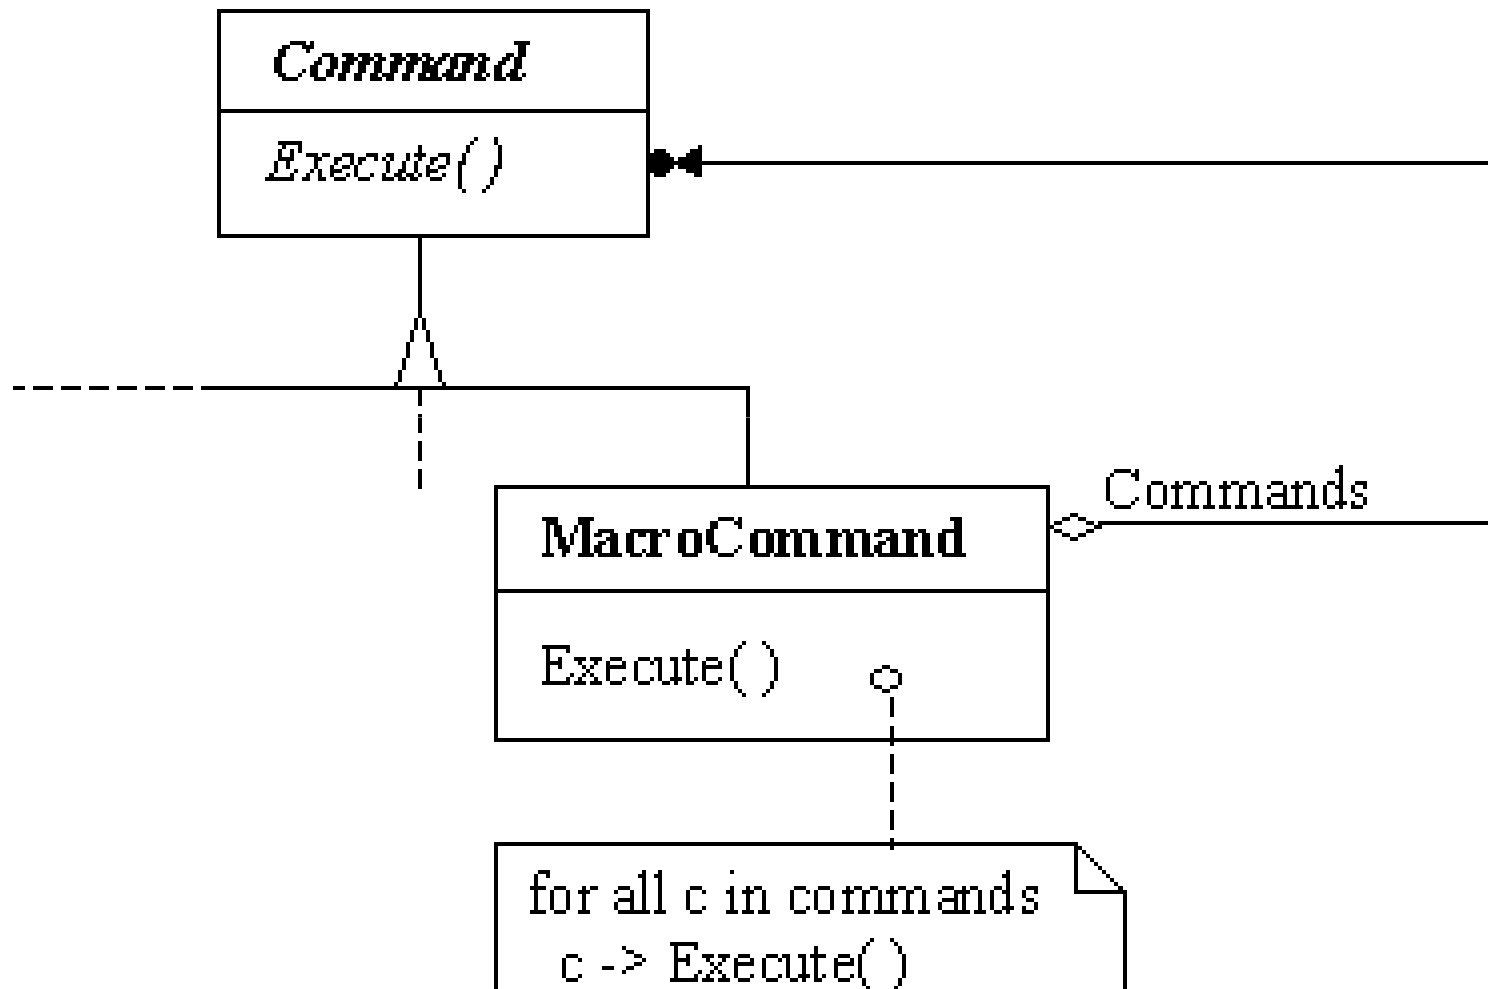 Command
Execute( )
Commands
MacroCommand
Execute( )
for all c in commands
c -> Execute( )